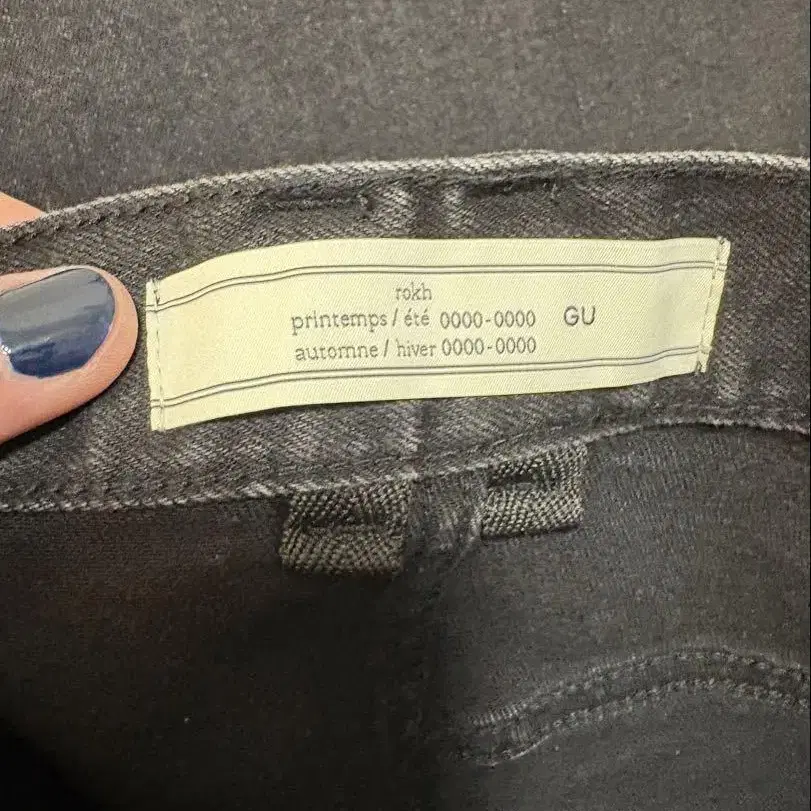 rokh
printemps / été 0000-0000 GU
automne / hiver 0000-0000